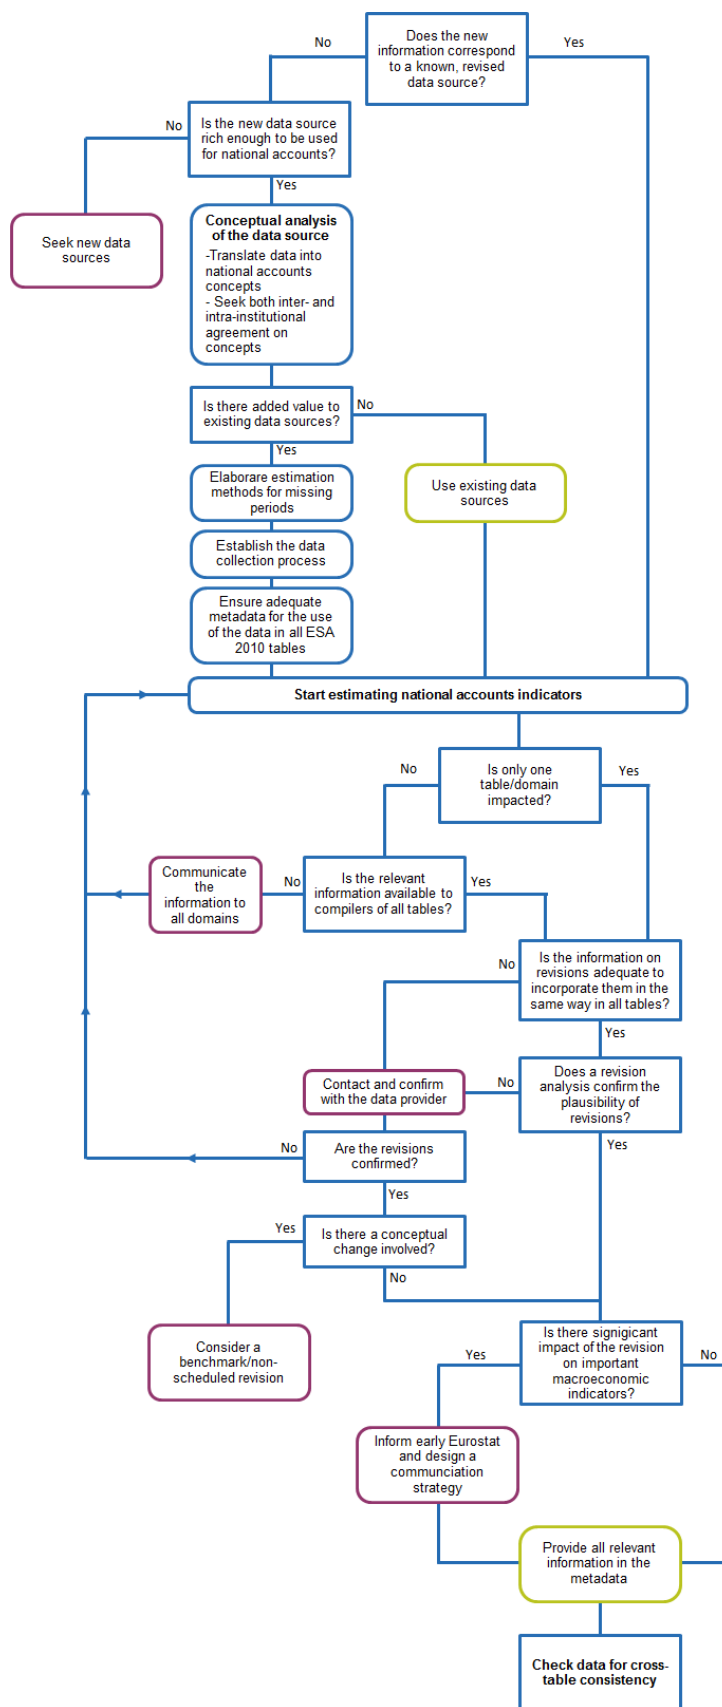 Does the new
information correspond
to a known, revised
data source?
No
Yes
Is the new data source
rich enough to be used
for national accounts?
No
Yes
Seek new data
sources
Conceptual analysis
of the data source
-Translate data into
national accounts
concepts
- Seek both inter- and
intra-institutional
agreement on
concepts
Is there added value to
existing data sources?
No
Yes
Elaborare estimation
methods for missing
periods
Use existing data
sources
Establish the data
collection process
Ensure adequate
metadata for the use
of the data in all ESA
2010 tables
Start estimating national accounts indicators
Is only one
table/domain
impacted?
No
Yes
Communicate
the
information to
all domains
No
Is the relevant
information available to
compilers of all tables?
Yes
Is the information on
revisions adequate to
incorporate them in the
same way in all tables?
No
Yes
Contact and confirm
with the data provider
No
Does a revision
analysis confirm the
plausibility of
revisions?
Yes
No
Are the revisions
confirmed?
Yes
Yes
Is there a conceptual
change involved?
No
Consider a
benchmark/non-
scheduled revision
Yes
Is there signigicant
impact of the revision
on important
macroeconomic
indicators?
No
Inform early Eurostat
and design a
communciation
strategy
Provide all relevant
information in the
metadata
Check data for cross-
table consistency